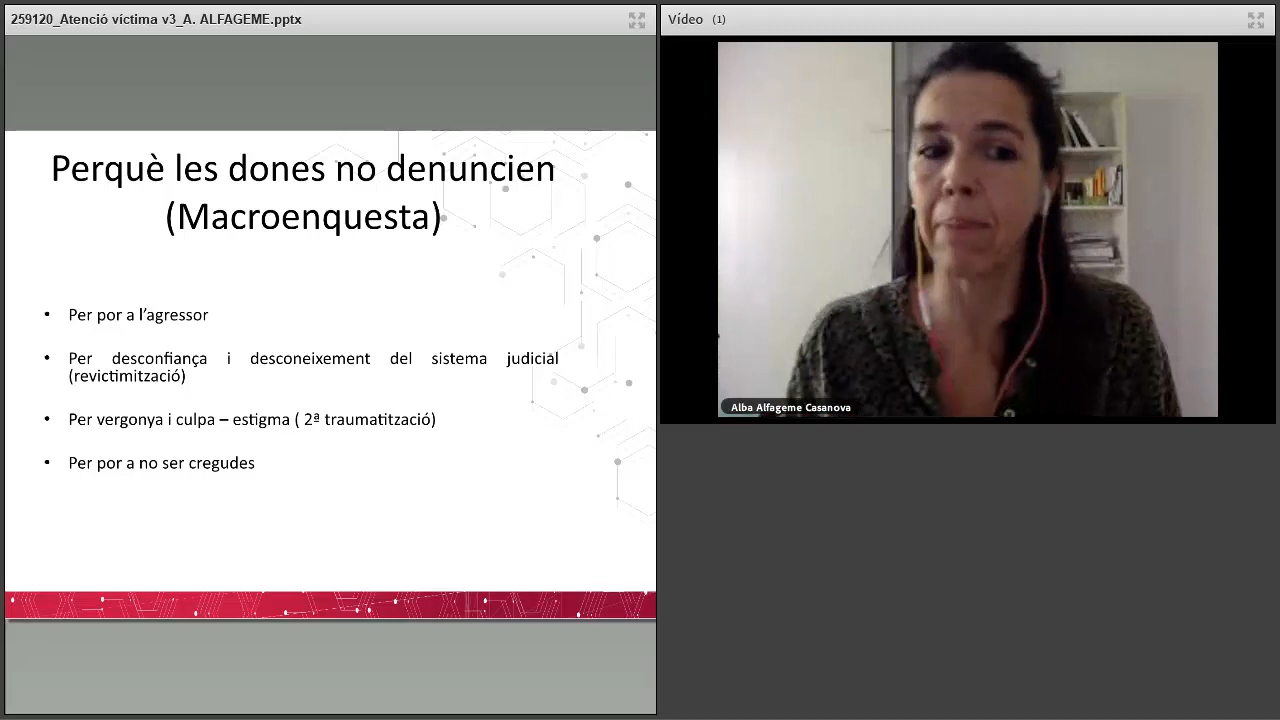 259120_Atenció víctima v3_A. ALFAGEME.pptx
Perquè les dones no denuncien
(Macroenquesta)
• Per por a l’agressor
• Per desconfiança i desconeixement del sistema judicial
(revictimització)
• Per vergonya i culpa – estigma ( 2ª traumatització)
• Per por a no ser cregudes
Vídeo (1)
Alba Alfageme Casanova